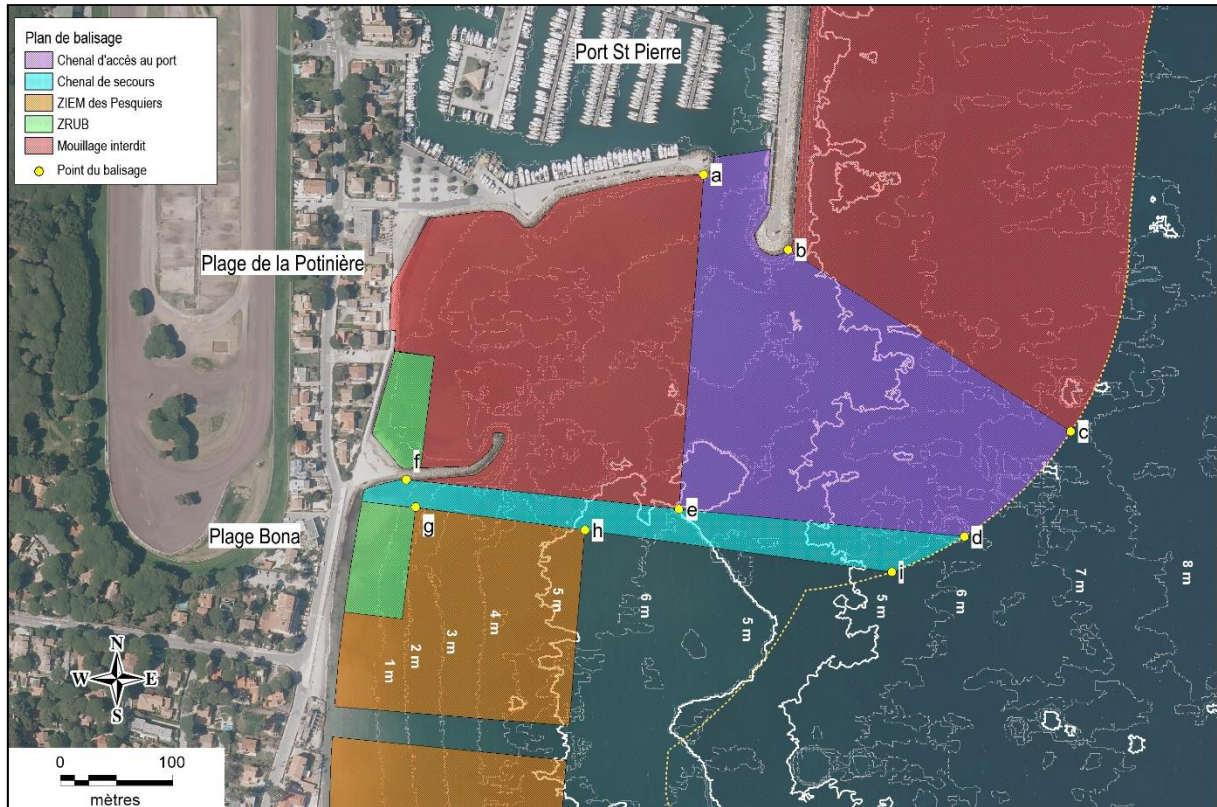 Plan de balisage
Chenal d'accès au port
Chenal de secours
ZIEM des Pesquiers
ZRUB
Mouillage interdit
Point du balisage
Port St Pierre
a
b
Plage de la Potinière
c
f
e
g
Plage Bona
h
d
i
8 m
7 m
6 m
5 m
5 m
6 m
5 m
4 m
3 m
2 m
1 m
N
W E
S
0 100
mètres